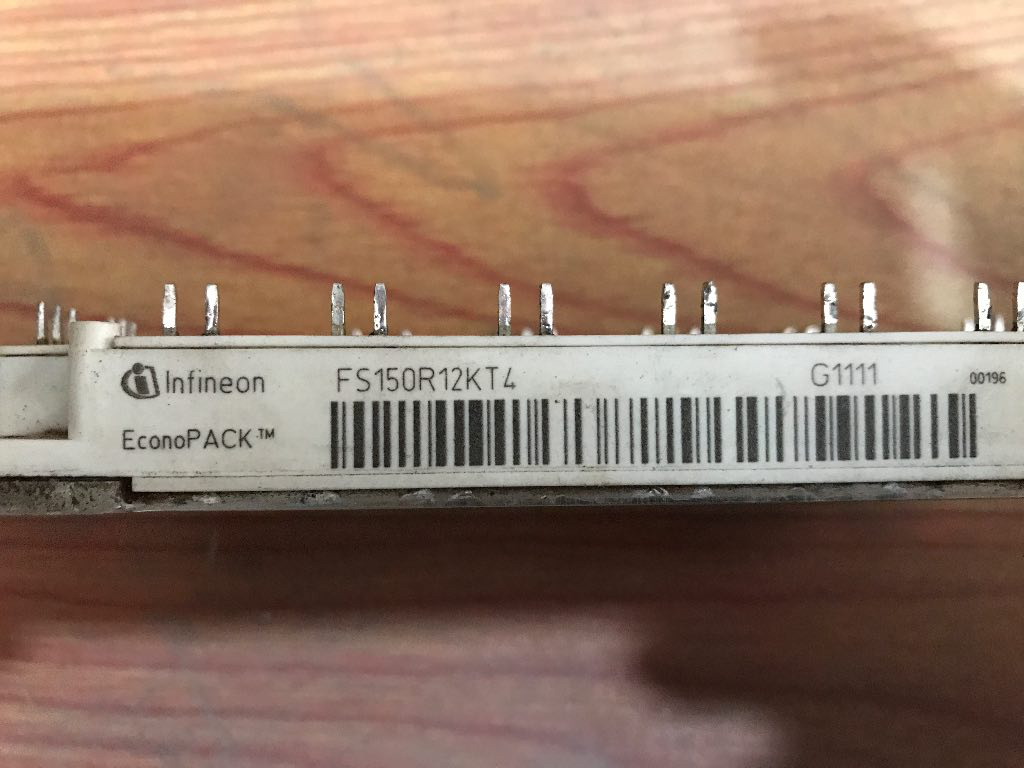 Infineon FS150R12KT4 G1111 00196
EconoPACK™